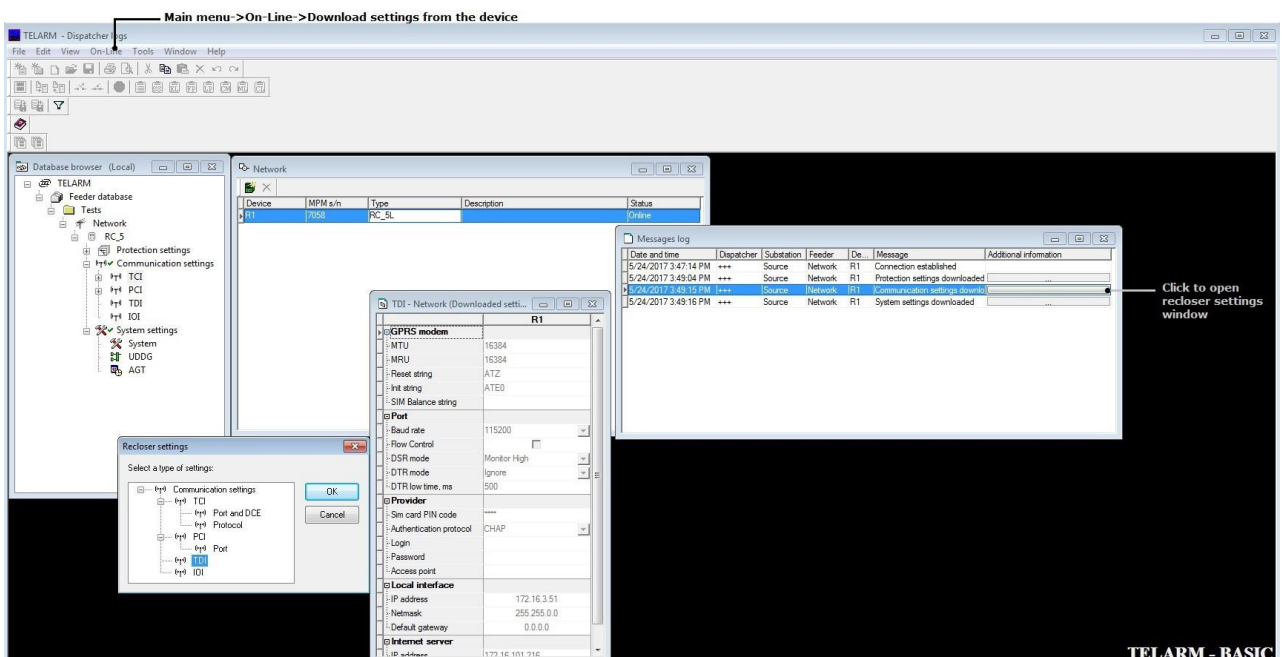 Main menu->On-Line->Download settings from the device
TELARM - Dispatcher logs
File Edit View On-Line Tools Window Help
Database browser (Local)
TELARM
Feeder database
Tests
Network
RC_5
Protection settings
Communication settings
TCI
PCI
TDI
IOI
System settings
System
UDDG
AGT
Network
Device MPM s/n Type Description Status
R1 7058 RC_5L Online
Messages log
Date and time Dispatcher Substation Feeder De... Message Additional information
5/24/2017 3:47:14 PM +++ Source Network R1 Connection established
5/24/2017 3:49:04 PM +++ Source Network R1 Protection settings downloaded ...
5/24/2017 3:49:15 PM +++ Source Network R1 Communication settings downlo
5/24/2017 3:49:16 PM +++ Source Network R1 System settings downloaded ...
Click to open
recloser settings
window
TDI - Network (Downloaded setti...
R1
GPRS modem
MTU 16384
MRU 16384
Reset string ATZ
Init string ATE0
SIM Balance string
Port
Baud rate 115200
Flow Control
DSR mode Monitor High
DTR mode Ignore
DTR low time, ms 500
Provider
Sim card PIN code ****
Authentication protocol CHAP
Login
Password
Access point
Local interface
IP address 172.16.3.51
Netmask 255.255.0.0
Default gateway 0.0.0.0
Internet server
IP address 172.16.101.216
Recloser settings
Select a type of settings:
Communication settings
TCI
Port and DCE
Protocol
PCI
Port
TDI
IOI
OK
Cancel
TELARM - BASIC